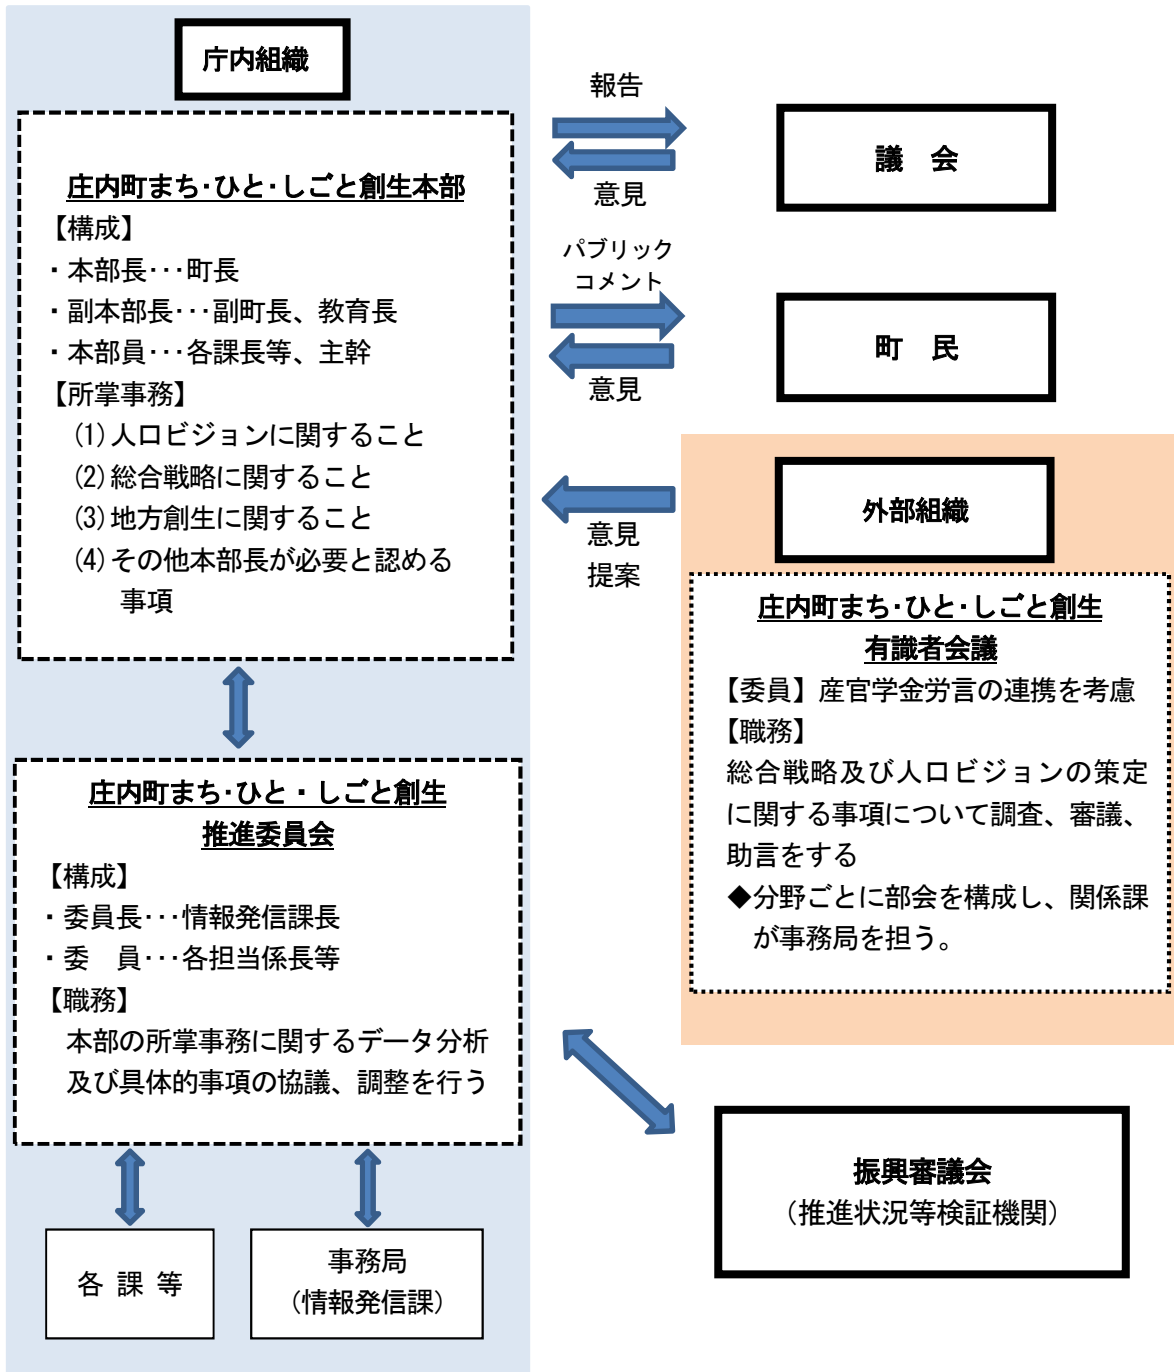 庁内組織
庄内町まち・ひと・しごと創生本部
【構成】
・本部長･･･町長
・副本部長･･･副町長、教育長
・本部員･･･各課長等、主幹
【所掌事務】
(1)人口ビジョンに関すること
(2)総合戦略に関すること
(3)地方創生に関すること
(4)その他本部長が必要と認める
事項
庄内町まち・ひと・しごと創生
推進委員会
【構成】
・委員長･･･情報発信課長
・委　員･･･各担当係長等
【職務】
本部の所掌事務に関するデータ分析
及び具体的事項の協議、調整を行う
各 課 等
事務局
（情報発信課）
報告
意見
議　会
パブリック
コメント
意見
町　民
意見
提案
外部組織
庄内町まち・ひと・しごと創生
有識者会議
【委員】産官学金労言の連携を考慮
【職務】
総合戦略及び人口ビジョンの策定
に関する事項について調査、審議、
助言をする
◆分野ごとに部会を構成し、関係課
が事務局を担う。
振興審議会
（推進状況等検証機関）